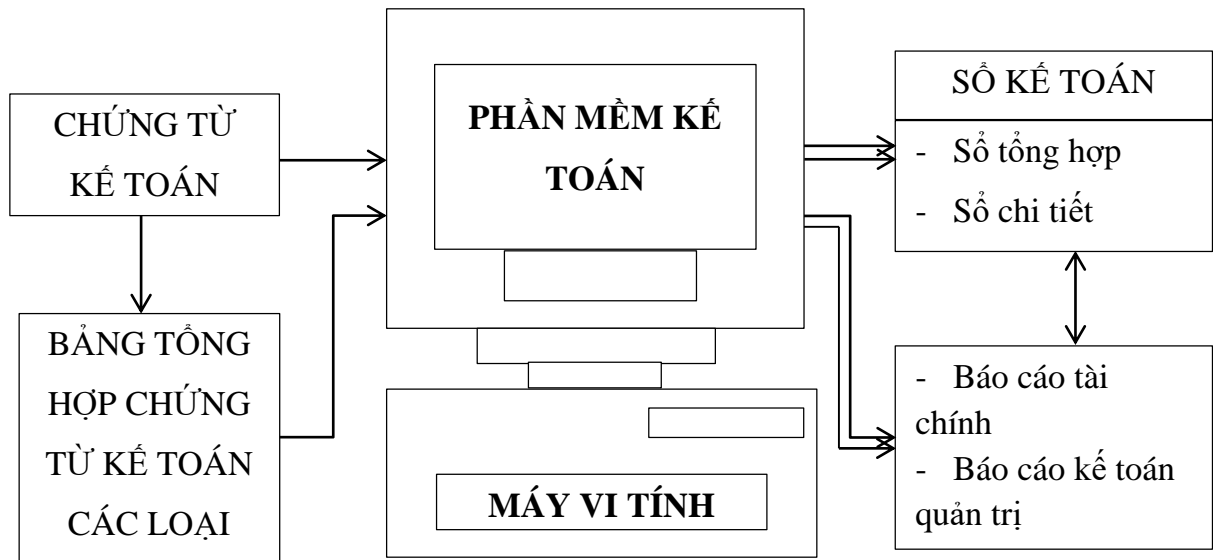 CHỨNG TỪ
KẾ TOÁN
BẢNG TỔNG
HỢP CHỨNG
TỪ KẾ TOÁN
CÁC LOẠI
PHẦN MỀM KẾ
TOÁN
MÁY VI TÍNH
SỔ KẾ TOÁN
- Sổ tổng hợp
- Sổ chi tiết
- Báo cáo tài
chính
- Báo cáo kế toán
quản trị